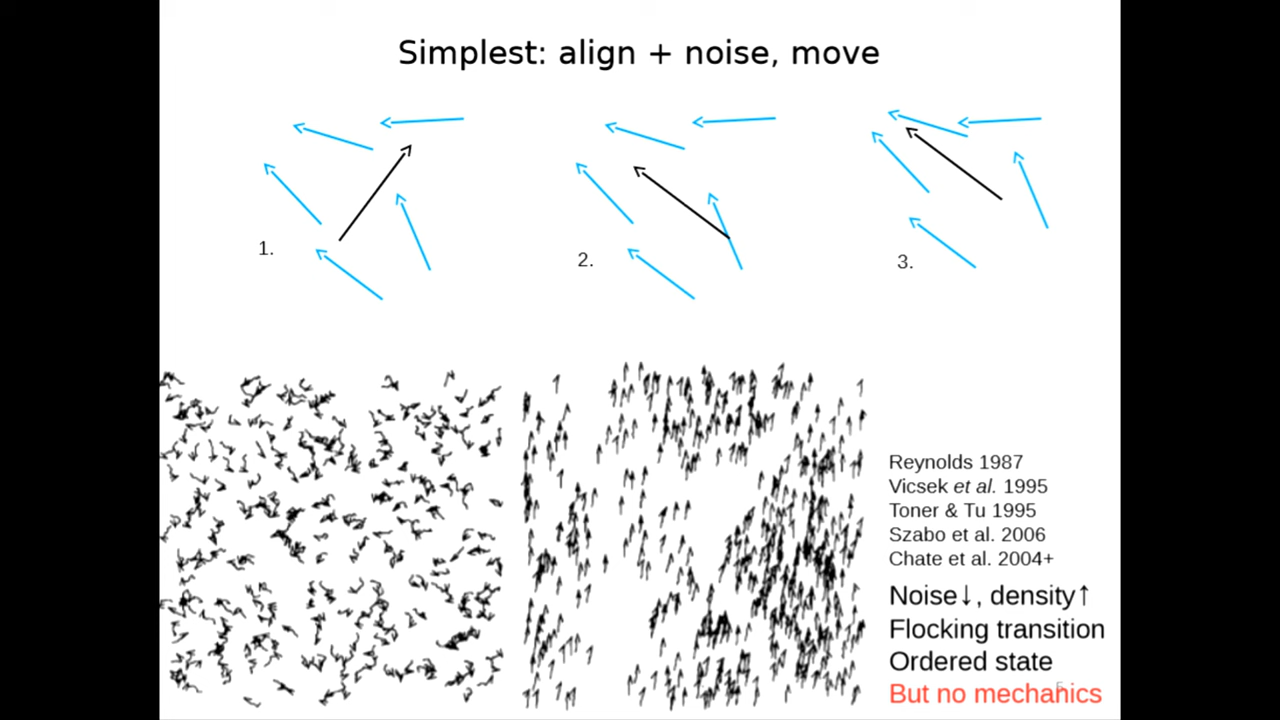 Simplest: align + noise, move
1.
2.
3.
Reynolds 1987
Vicsek et al. 1995
Toner & Tu 1995
Szabo et al. 2006
Chate et al. 2004+
Noise↓, density↑
Flocking transition
Ordered state
But no mechanics
5